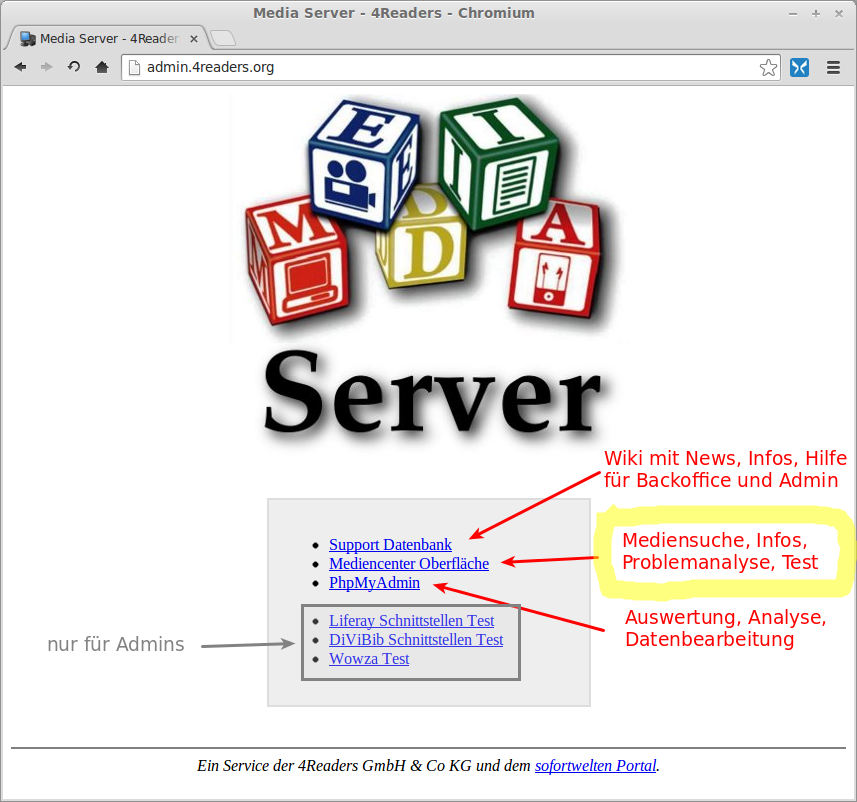 Media Server - 4Readers - Chromium
Media Server - 4Reader
admin.4readers.org
M E D I A
M E D
Server
Wiki mit News, Infos, Hilfe
für Backoffice und Admin
Support Datenbank
Mediencenter Oberfläche
PhpMyAdmin
Mediensuche, Infos,
Problemanalyse, Test
Auswertung, Analyse,
Datenbearbeitung
nur für Admins
Liferay Schnittstellen Test
DiViBib Schnittstellen Test
Wowza Test
Ein Service der 4Readers GmbH & Co KG und dem sofortwelten Portal.